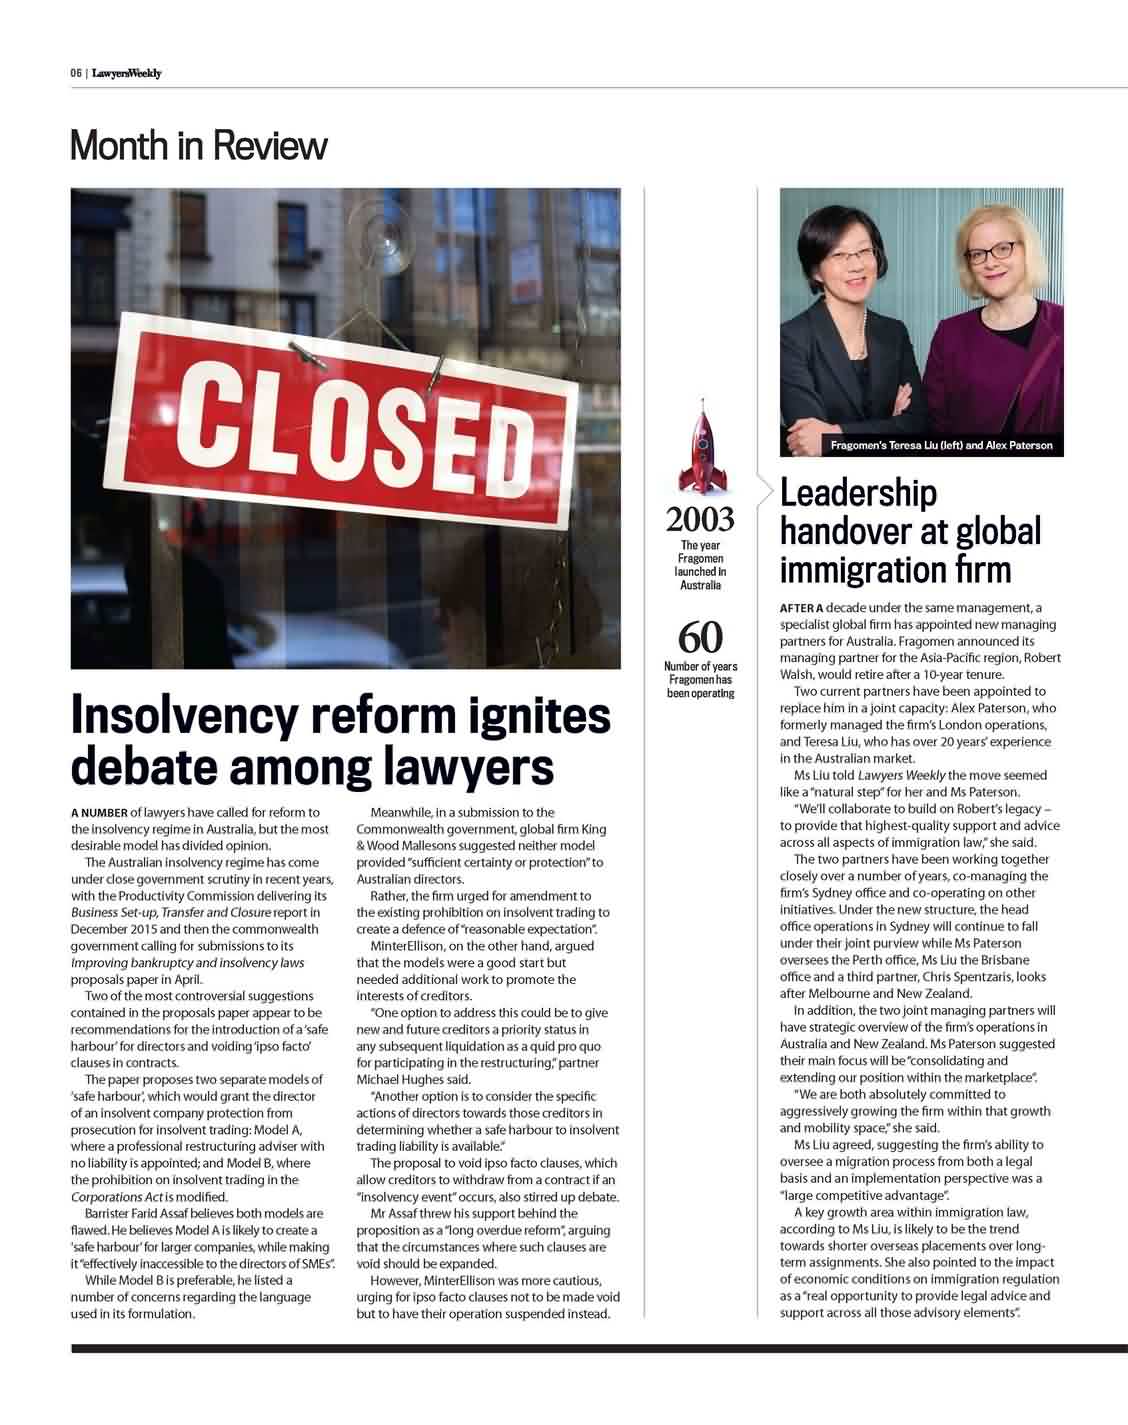 06 | LawyersWeekly
Month in Review
CLOSED
Insolvency reform ignites
debate among lawyers
A NUMBER of lawyers have called for reform to
the insolvency regime in Australia, but the most
desirable model has divided opinion.
The Australian insolvency regime has come
under close government scrutiny in recent years,
with the Productivity Commission delivering its
Business Set-up, Transfer and Closure report in
December 2015 and then the commonwealth
government calling for submissions to its
Improving bankruptcy and insolvency laws
proposals paper in April.
Two of the most controversial suggestions
contained in the proposals paper appear to be
recommendations for the introduction of a ‘safe
harbour’ for directors and voiding ‘ipso facto’
clauses in contracts.
The paper proposes two separate models of
‘safe harbour’, which would grant the director
of an insolvent company protection from
prosecution for insolvent trading: Model A,
where a professional restructuring adviser with
no liability is appointed; and Model B, where
the prohibition on insolvent trading in the
Corporations Act is modified.
Barrister Farid Assaf believes both models are
flawed. He believes Model A is likely to create a
‘safe harbour’ for larger companies, while making
it “effectively inaccessible to the directors of SMEs”.
While Model B is preferable, he listed a
number of concerns regarding the language
used in its formulation.
Meanwhile, in a submission to the
Commonwealth government, global firm King
& Wood Mallesons suggested neither model
provided “sufficient certainty or protection” to
Australian directors.
Rather, the firm urged for amendment to
the existing prohibition on insolvent trading to
create a defence of “reasonable expectation”.
MinterEllison, on the other hand, argued
that the models were a good start but
needed additional work to promote the
interests of creditors.
“One option to address this could be to give
new and future creditors a priority status in
any subsequent liquidation as a quid pro quo
for participating in the restructuring,” partner
Michael Hughes said.
“Another option is to consider the specific
actions of directors towards those creditors in
determining whether a safe harbour to insolvent
trading liability is available.”
The proposal to void ipso facto clauses, which
allow creditors to withdraw from a contract if an
“insolvency event” occurs, also stirred up debate.
Mr Assaf threw his support behind the
proposition as a “long overdue reform”, arguing
that the circumstances where such clauses are
void should be expanded.
However, MinterEllison was more cautious,
urging for ipso facto clauses not to be made void
but to have their operation suspended instead.
2003
The year
Fragomen
launched in
Australia
60
Number of years
Fragomen has
been operating
Fragomen's Teresa Liu (left) and Alex Paterson
Leadership
handover at global
immigration firm
AFTER A decade under the same management, a
specialist global firm has appointed new managing
partners for Australia. Fragomen announced its
managing partner for the Asia-Pacific region, Robert
Walsh, would retire after a 10-year tenure.
Two current partners have been appointed to
replace him in a joint capacity: Alex Paterson, who
formerly managed the firm's London operations,
and Teresa Liu, who has over 20 years' experience
in the Australian market.
Ms Liu told Lawyers Weekly the move seemed
like a “natural step” for her and Ms Paterson.
“We'll collaborate to build on Robert's legacy –
to provide that highest-quality support and advice
across all aspects of immigration law,” she said.
The two partners have been working together
closely over a number of years, co-managing the
firm's Sydney office and co-operating on other
initiatives. Under the new structure, the head
office operations in Sydney will continue to fall
under their joint purview while Ms Paterson
oversees the Perth office, Ms Liu the Brisbane
office and a third partner, Chris Spentzaris, looks
after Melbourne and New Zealand.
In addition, the two joint managing partners will
have strategic overview of the firm's operations in
Australia and New Zealand. Ms Paterson suggested
their main focus will be “consolidating and
extending our position within the marketplace”.
“We are both absolutely committed to
aggressively growing the firm within that growth
and mobility space,” she said.
Ms Liu agreed, suggesting the firm's ability to
oversee a migration process from both a legal
basis and an implementation perspective was a
“large competitive advantage”.
A key growth area within immigration law,
according to Ms Liu, is likely to be the trend
towards shorter overseas placements over long-
term assignments. She also pointed to the impact
of economic conditions on immigration regulation
as a “real opportunity to provide legal advice and
support across all those advisory elements”.